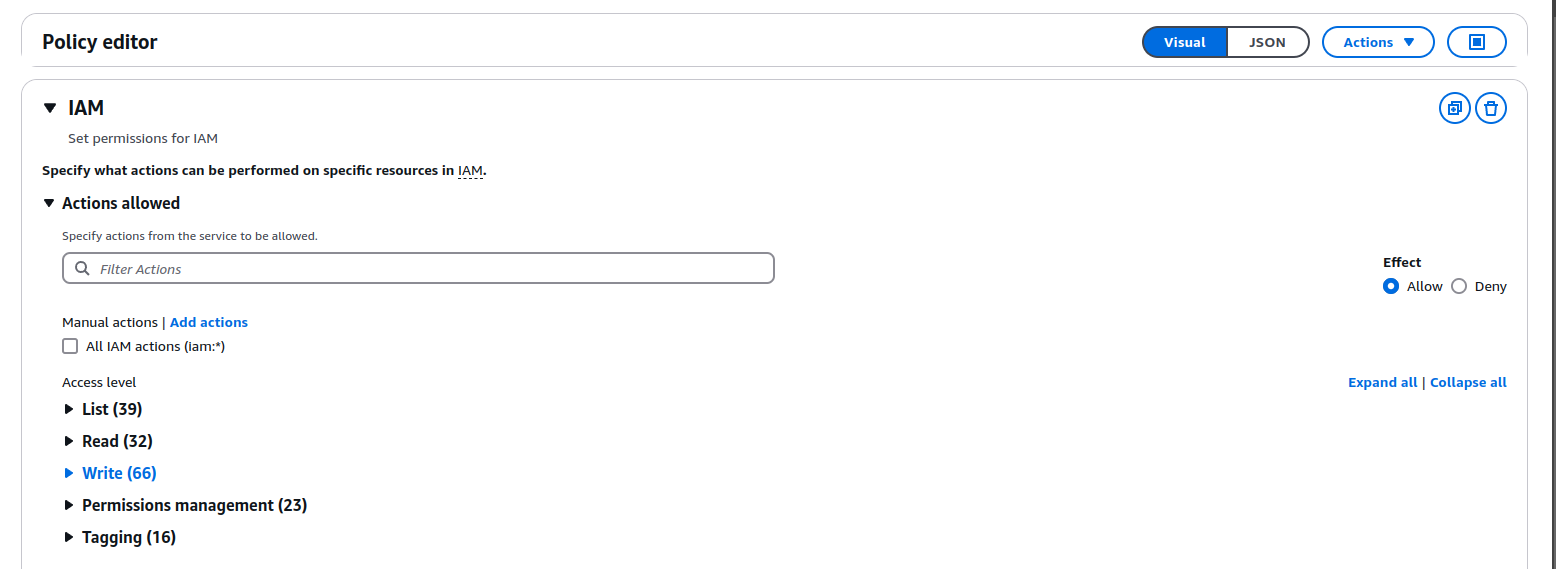 Policy editor
Visual JSON Actions
IAM
Set permissions for IAM
Specify what actions can be performed on specific resources in IAM.
Actions allowed
Specify actions from the service to be allowed.
Filter Actions
Effect
Allow Deny
Manual actions | Add actions
All IAM actions (iam:*)
Access level Expand all | Collapse all
List (39)
Read (32)
Write (66)
Permissions management (23)
Tagging (16)